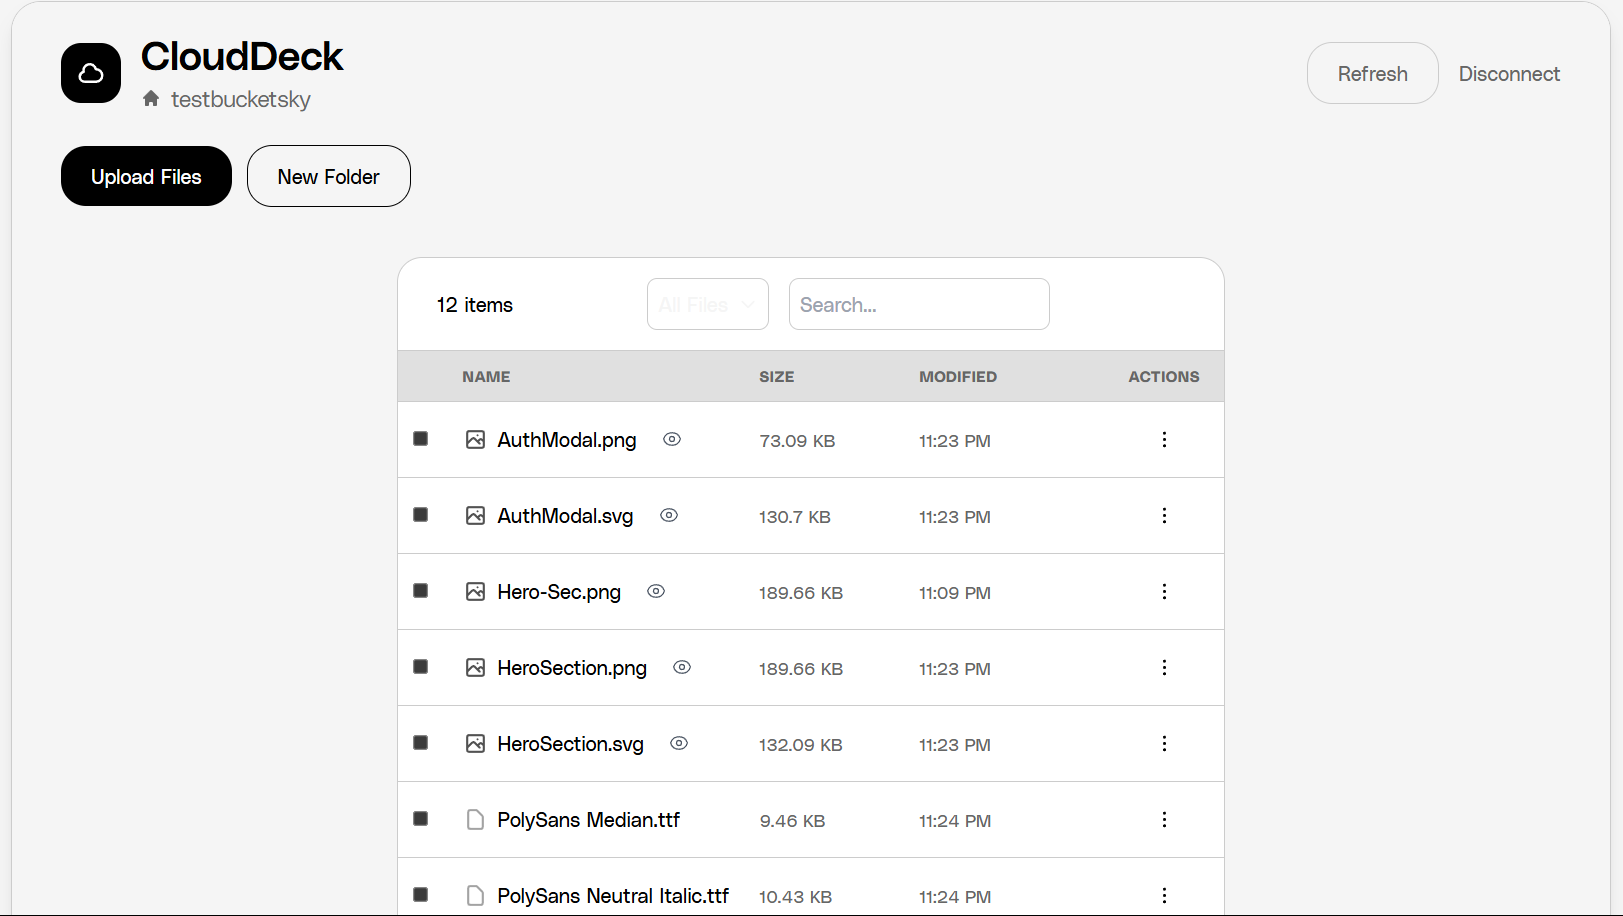 CloudDeck
testbucketsky
Refresh
Disconnect
Upload Files
New Folder
12 items
All Files
Search...
NAME SIZE MODIFIED ACTIONS
AuthModal.png 73.09 KB 11:23 PM
AuthModal.svg 130.7 KB 11:23 PM
Hero-Sec.png 189.66 KB 11:09 PM
HeroSection.png 189.66 KB 11:23 PM
HeroSection.svg 132.09 KB 11:23 PM
PolySans Median.ttf 9.46 KB 11:24 PM
PolySans Neutral Italic.ttf 10.43 KB 11:24 PM